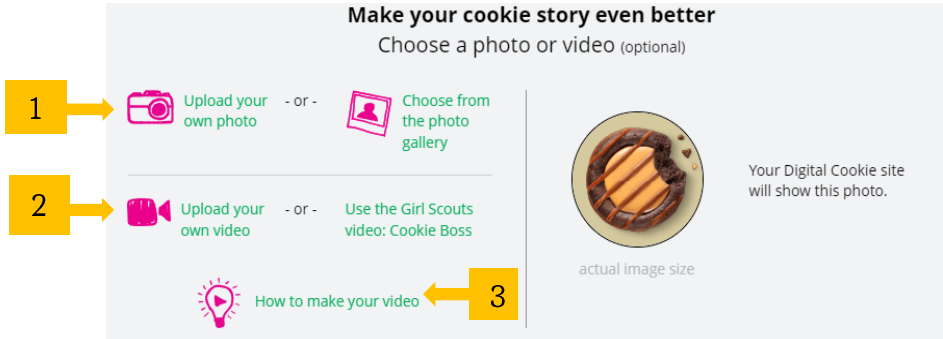 Make your cookie story even better
Choose a photo or video (optional)
1
Upload your own photo
- or -
Choose from the photo gallery
2
Upload your own video
- or -
Use the Girl Scouts video: Cookie Boss
How to make your video
3
Your Digital Cookie site
will show this photo.
actual image size